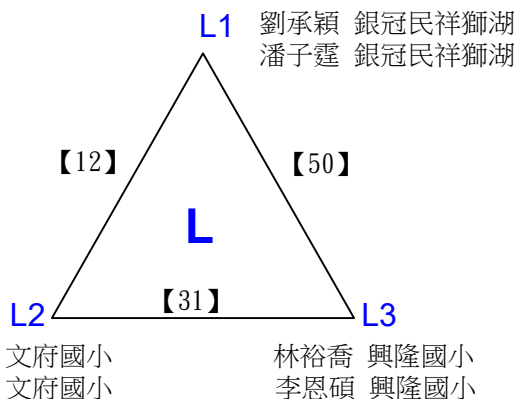 L1
劉承穎 銀冠民祥獅湖
潘子霆 銀冠民祥獅湖
【12】
【50】
L
【31】
L2
L3
文府國小
文府國小
林裕喬 興隆國小
李恩碩 興隆國小